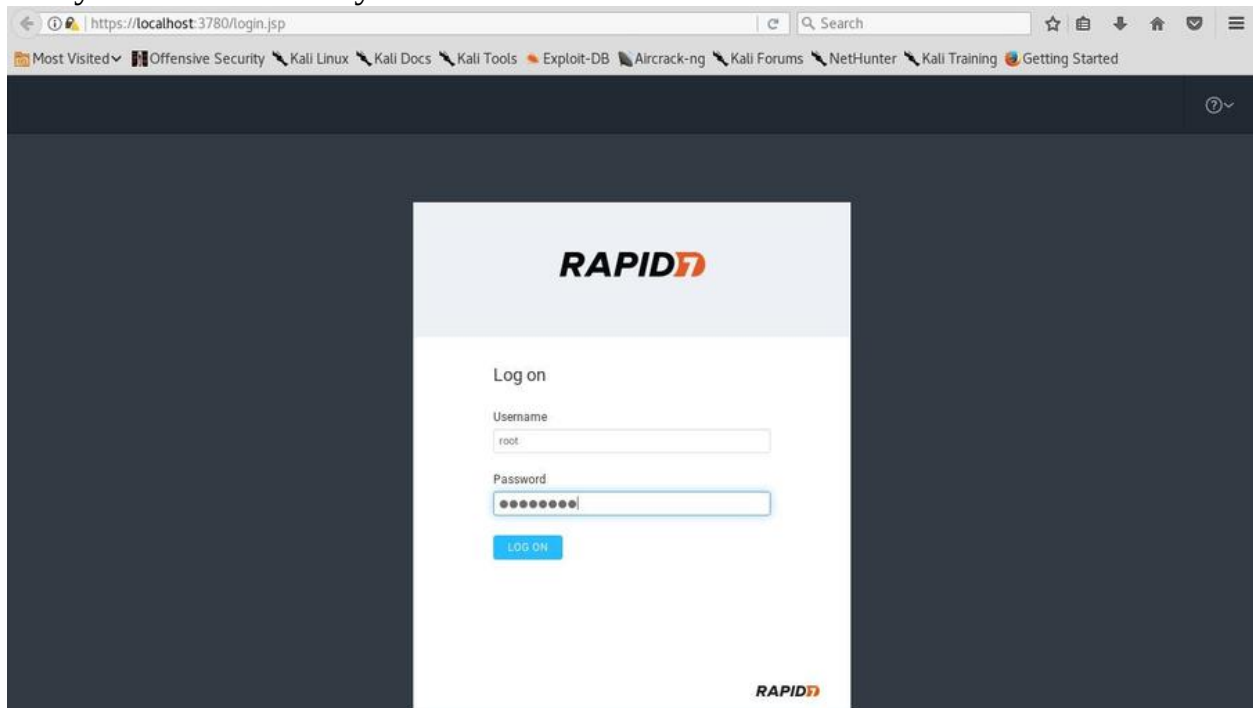 https://localhost:3780/login.jsp Search
Most Visited Offensive Security Kali Linux Kali Docs Kali Tools Exploit-DB Aircrack-ng Kali Forums NetHunter Kali Training Getting Started
RAPID7
Log on
Username
root
Password
LOG ON
RAPID7